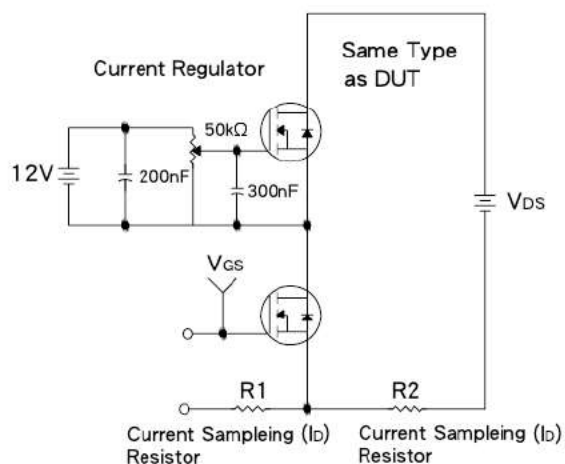 Same Type
as DUT
Current Regulator
50kΩ
12V
200nF
300nF
VDS
VGS
R1
R2
Current Sampleing (ID)
Resistor
Current Sampleing (ID)
Resistor